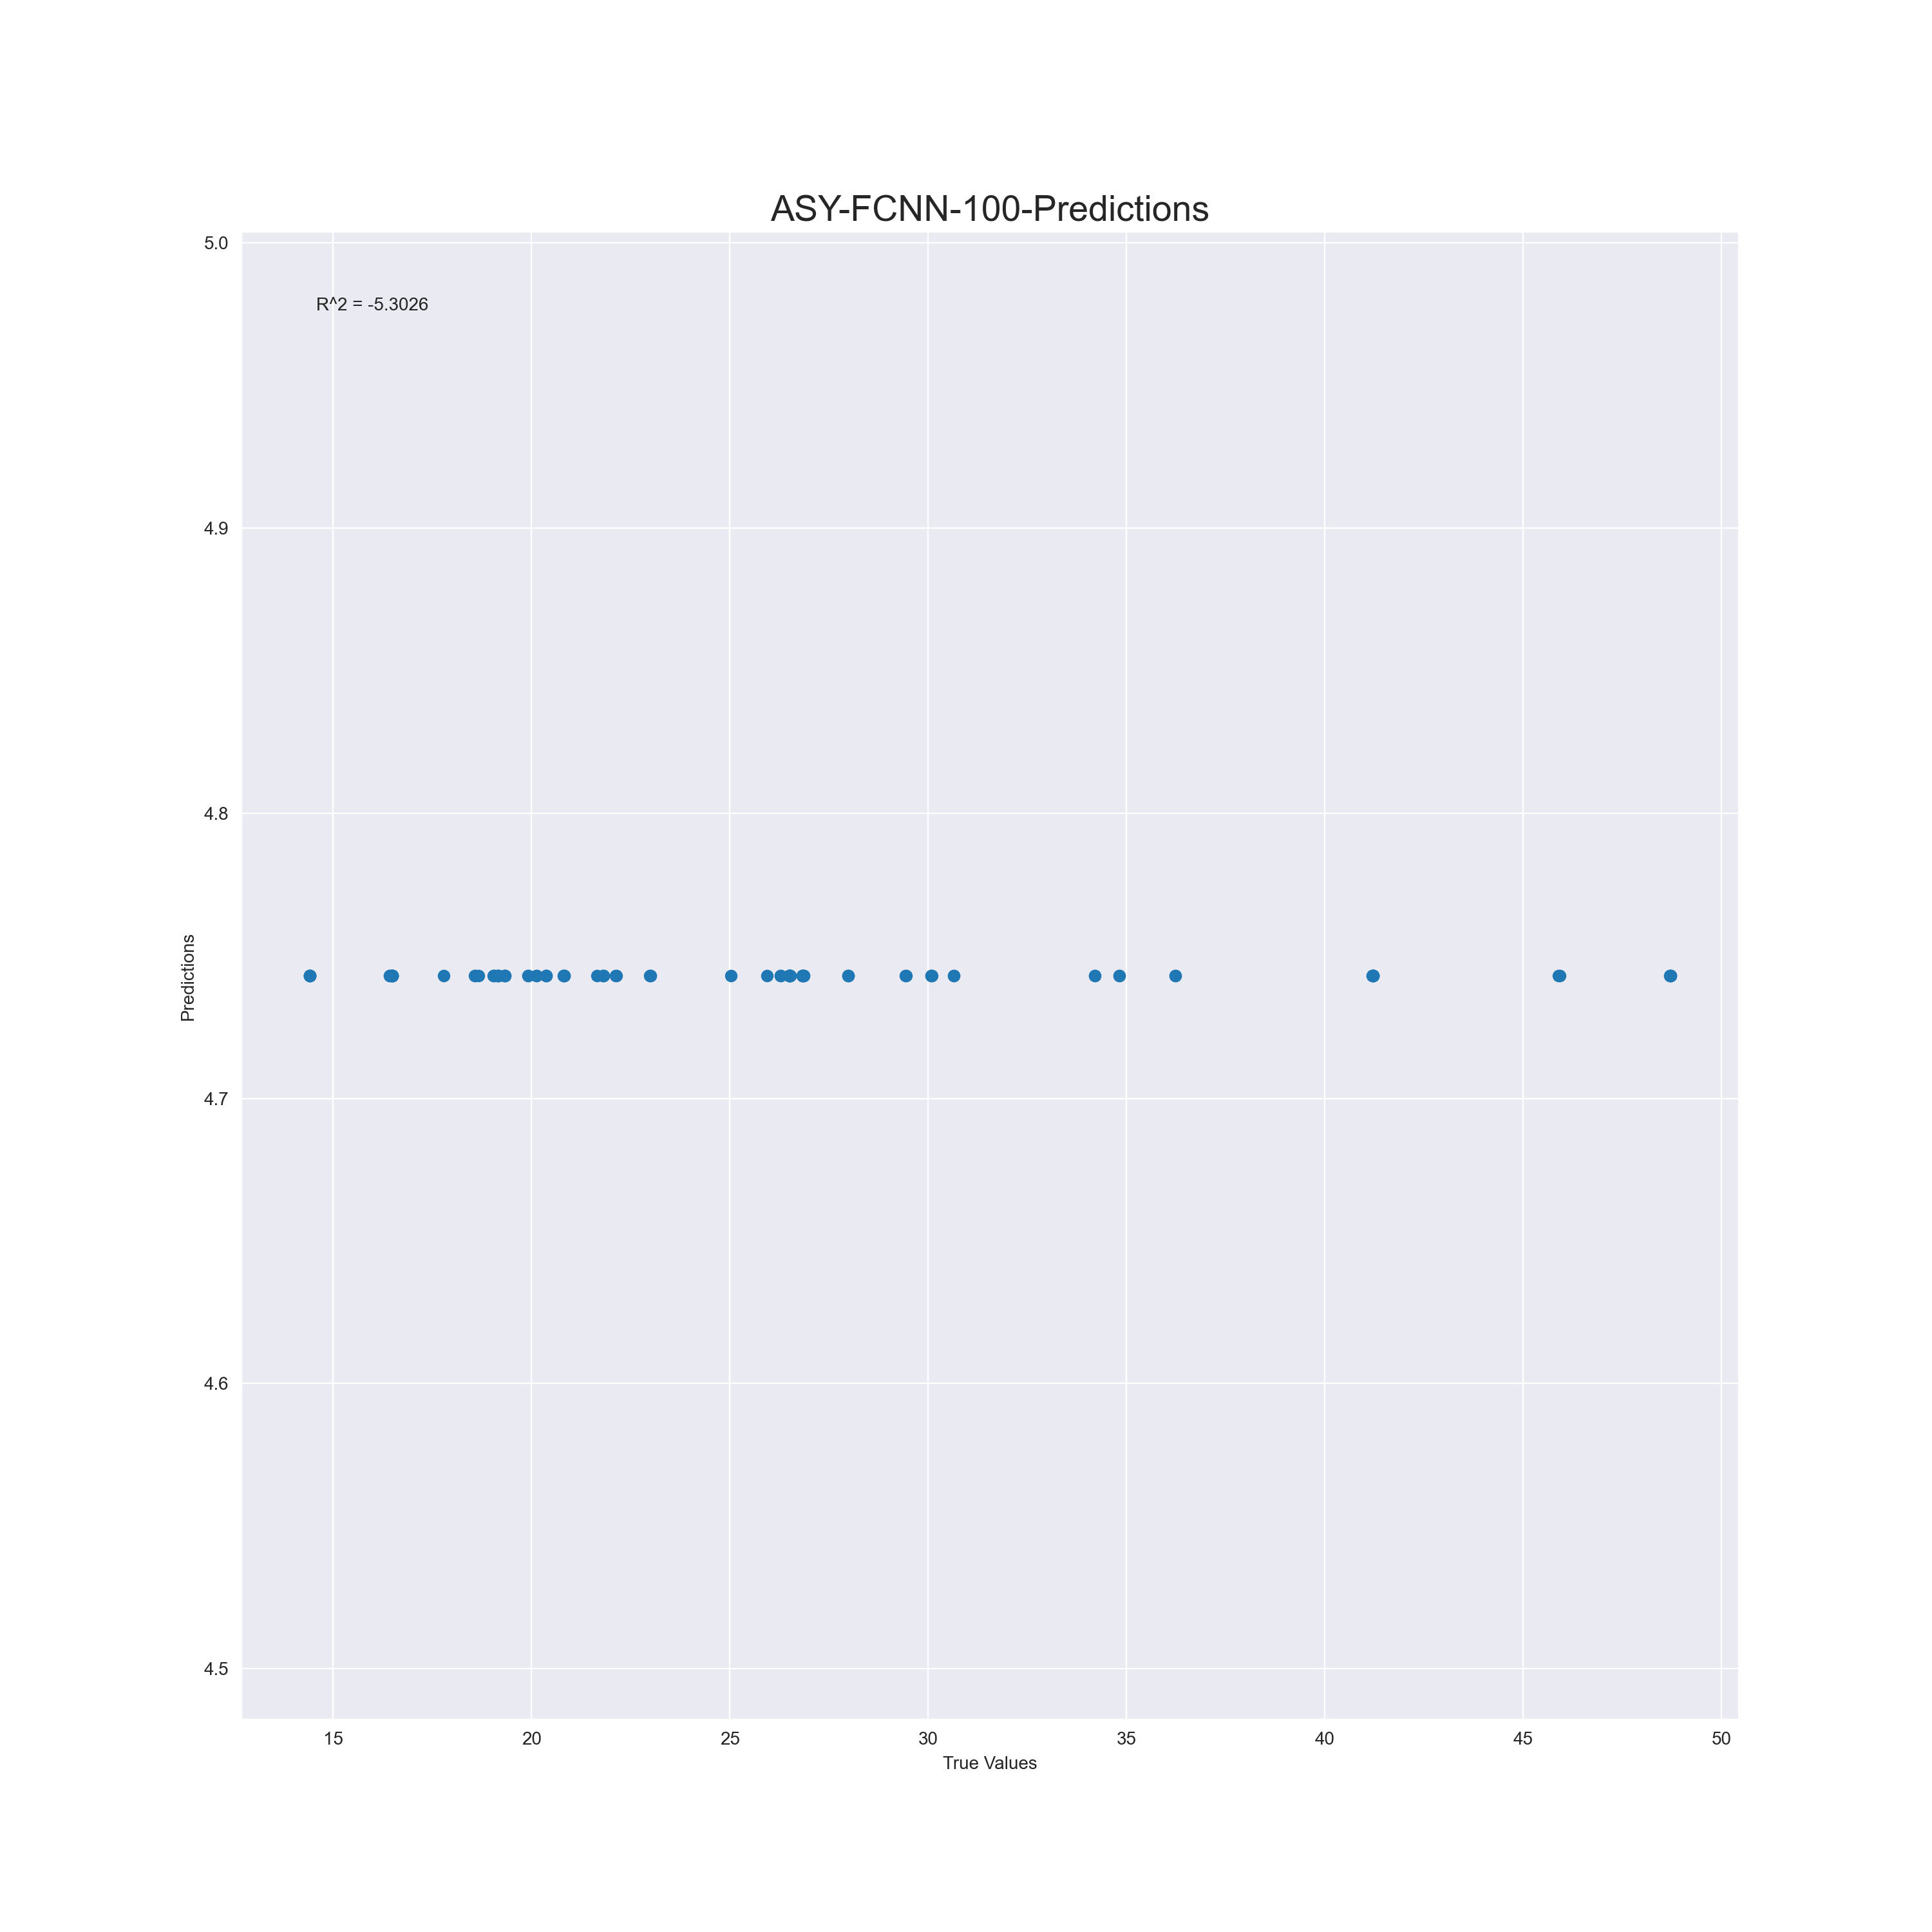 ASY-FCNN-100-Predictions
5.0
R^2 = -5.3026
4.9
4.8
Predictions
4.7
4.6
4.5
15 20 25 30 35 40 45 50
True Values